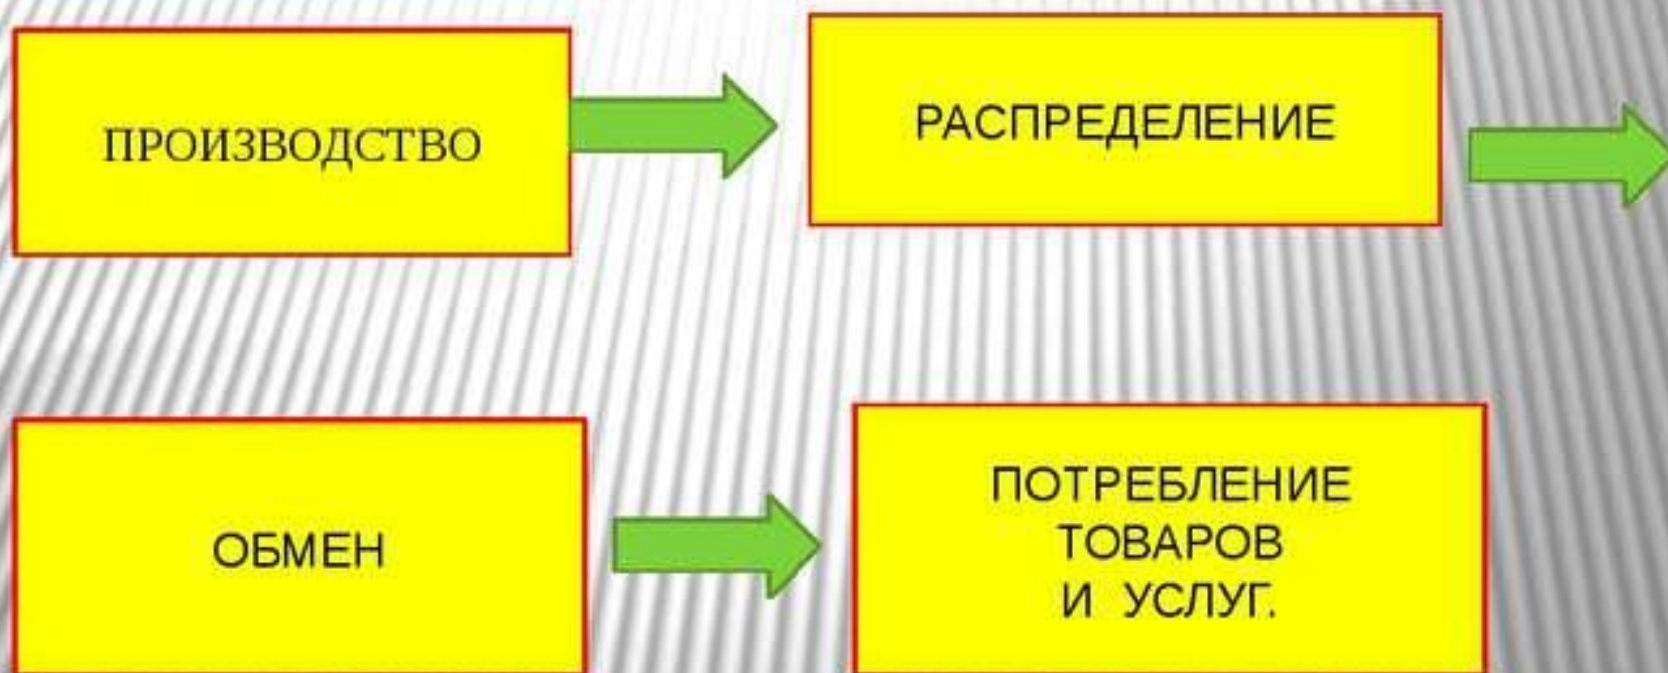 ПРОИЗВОДСТВО
РАСПРЕДЕЛЕНИЕ
ОБМЕН
ПОТРЕБЛЕНИЕ
ТОВАРОВ
И УСЛУГ.